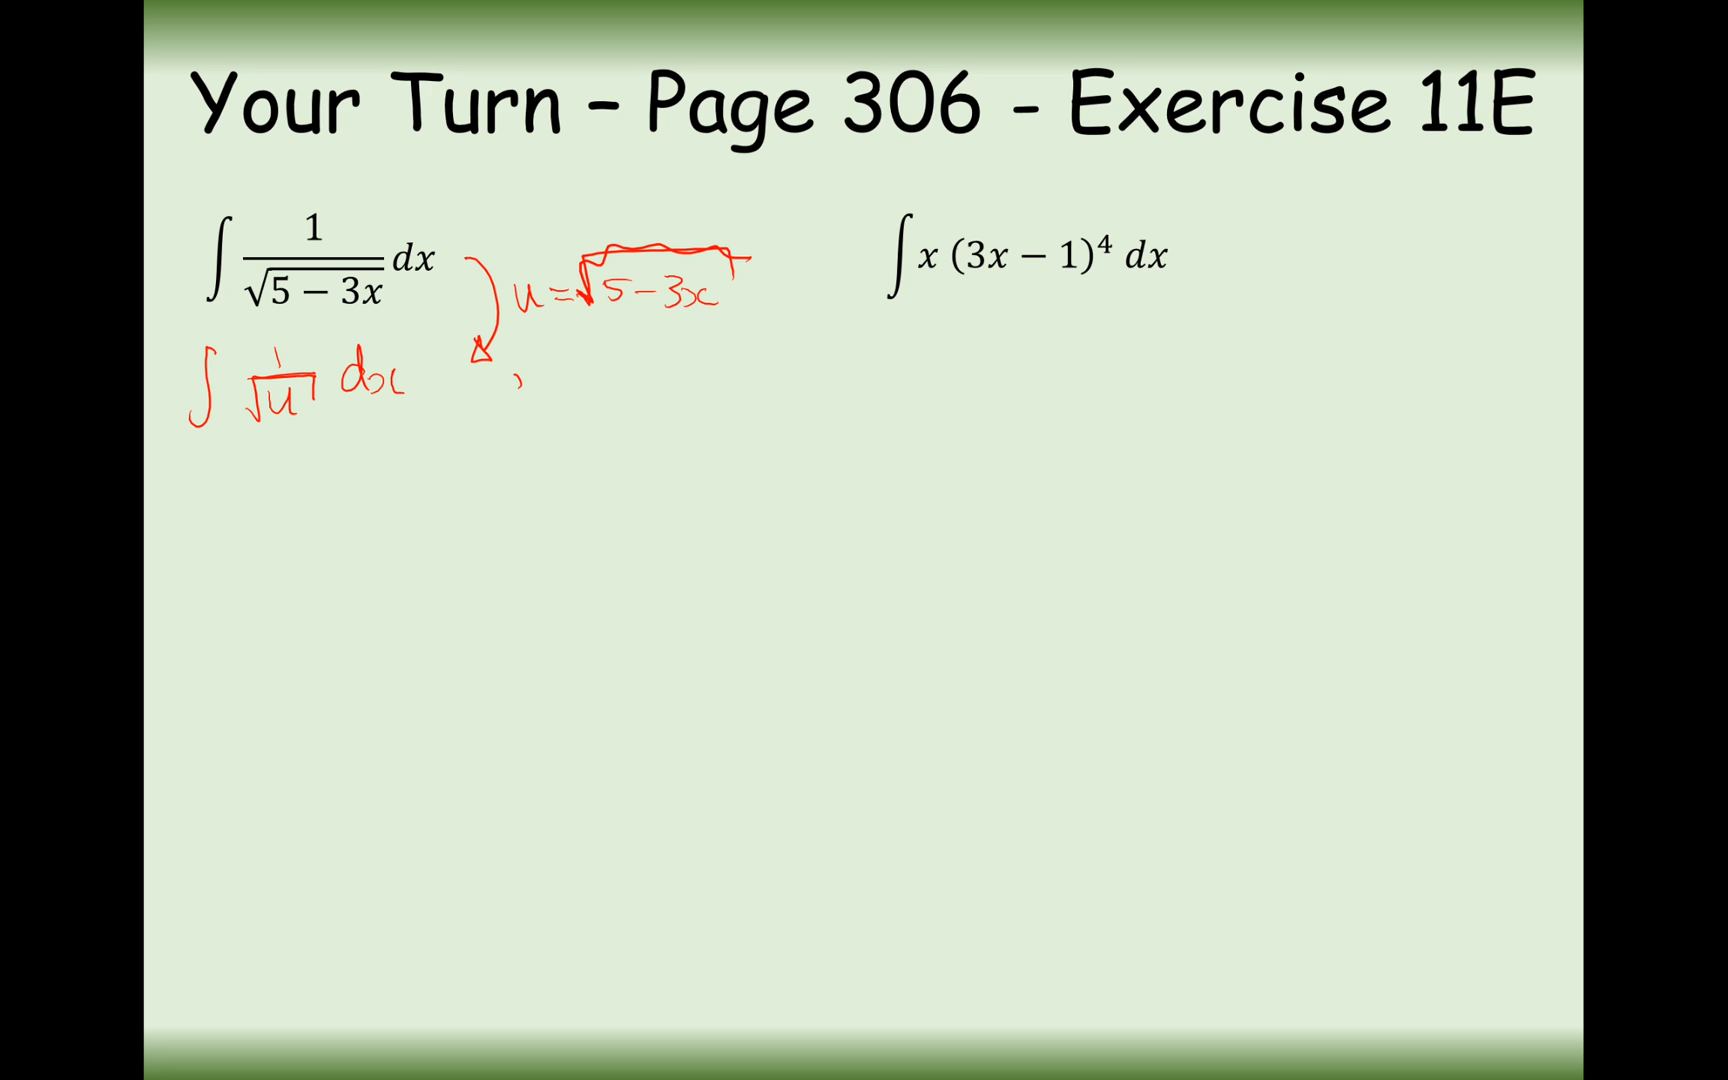 Your Turn – Page 306 - Exercise 11E
∫ 1/√(5 − 3x) dx
u = √(5 − 3x)
∫ 1/√u dx
∫ x (3x − 1)⁴ dx